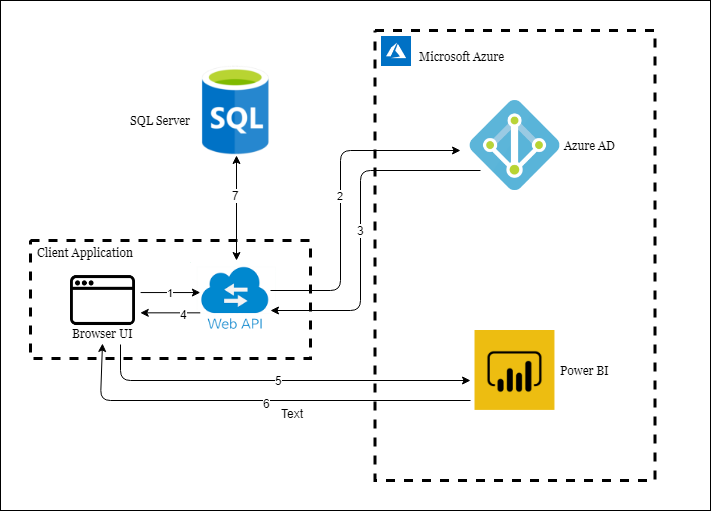 Microsoft Azure
SQL Server
SQL
Azure AD
7
2
3
Client Application
1
4
Web API
Browser UI
5
Power BI
6
Text